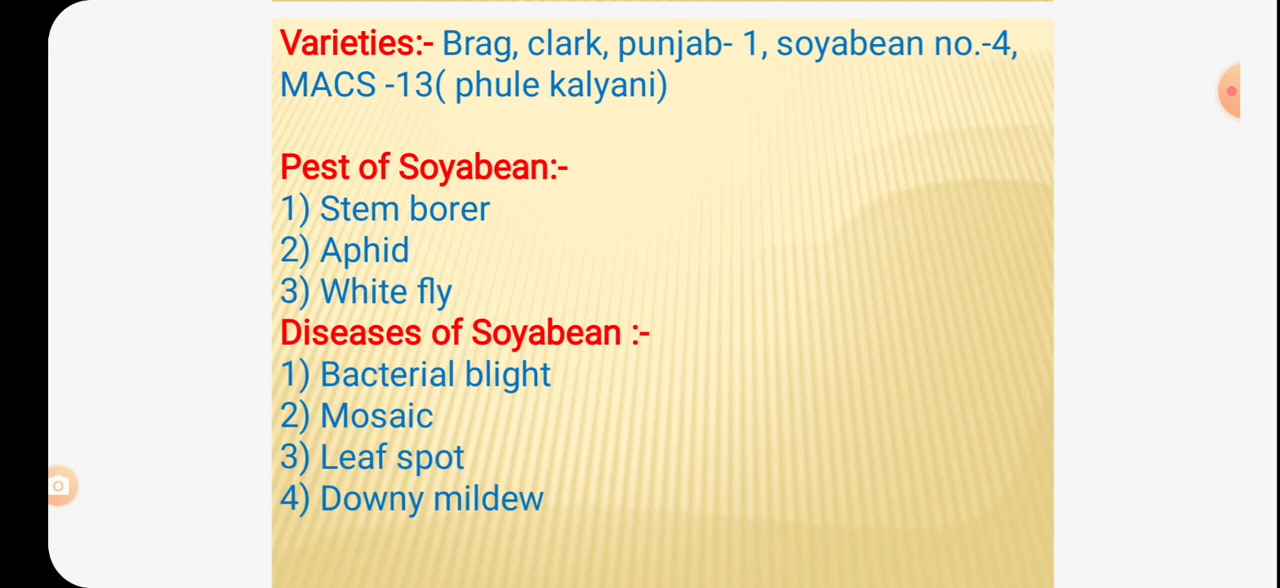 Varieties:- Brag, clark, punjab- 1, soyabean no.-4,
MACS -13( phule kalyani)
Pest of Soyabean:-
1) Stem borer
2) Aphid
3) White fly
Diseases of Soyabean :-
1) Bacterial blight
2) Mosaic
3) Leaf spot
4) Downy mildew